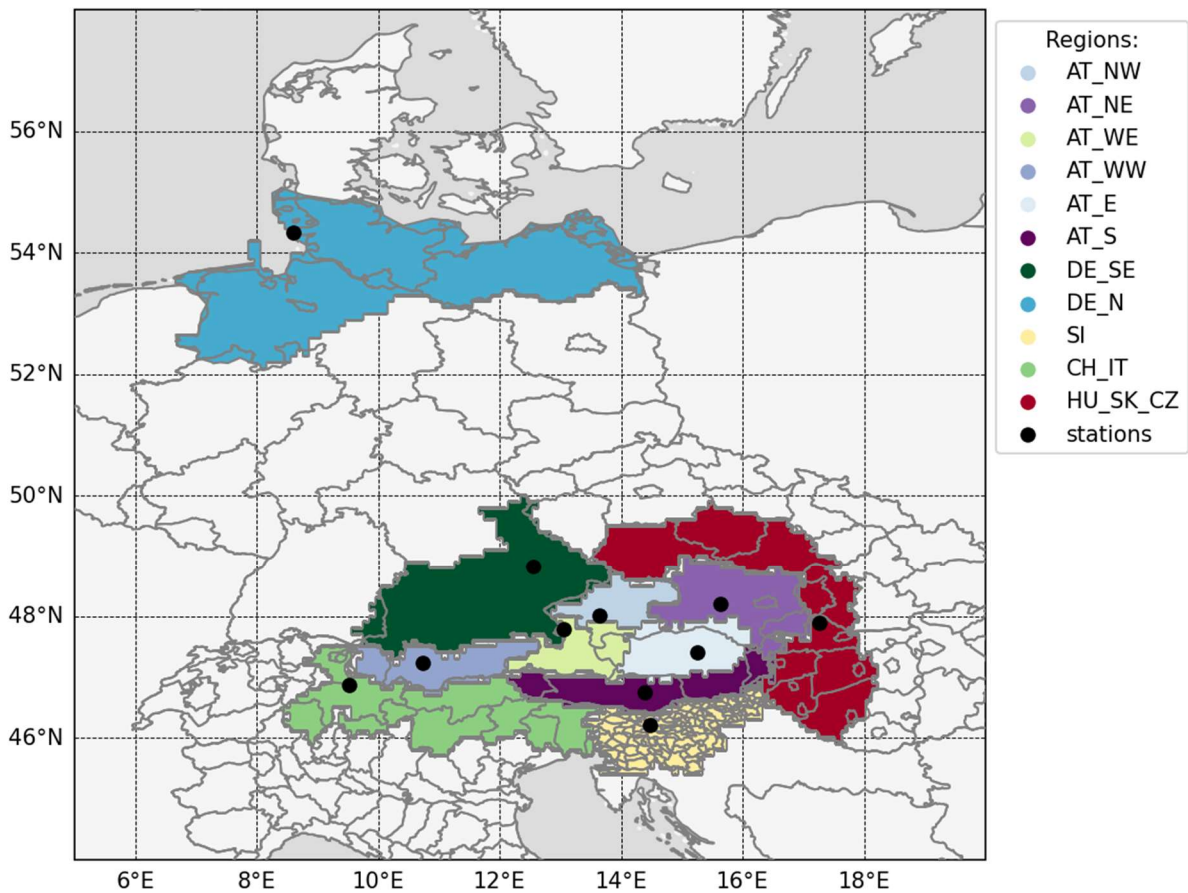 Regions:
AT_NW
AT_NE
AT_WE
AT_WW
AT_E
AT_S
DE_SE
DE_N
SI
CH_IT
HU_SK_CZ
stations
56°N
54°N
52°N
50°N
48°N
46°N
6°E 8°E 10°E 12°E 14°E 16°E 18°E